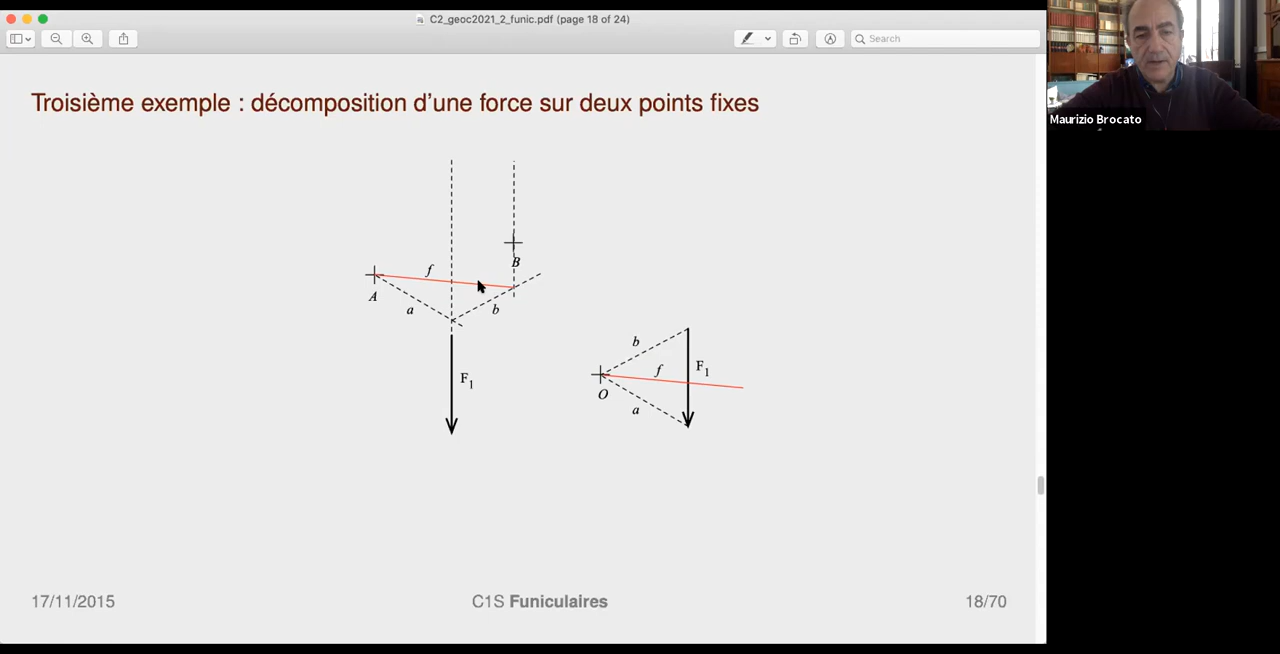 C2_geoc2021_2_funic.pdf (page 18 of 24)
Search
Maurizio Brocato
Troisième exemple : décomposition d'une force sur deux points fixes
f
B
A
a
b
F1
b
f
F1
O
a
17/11/2015
C1S Funiculaires
18/70